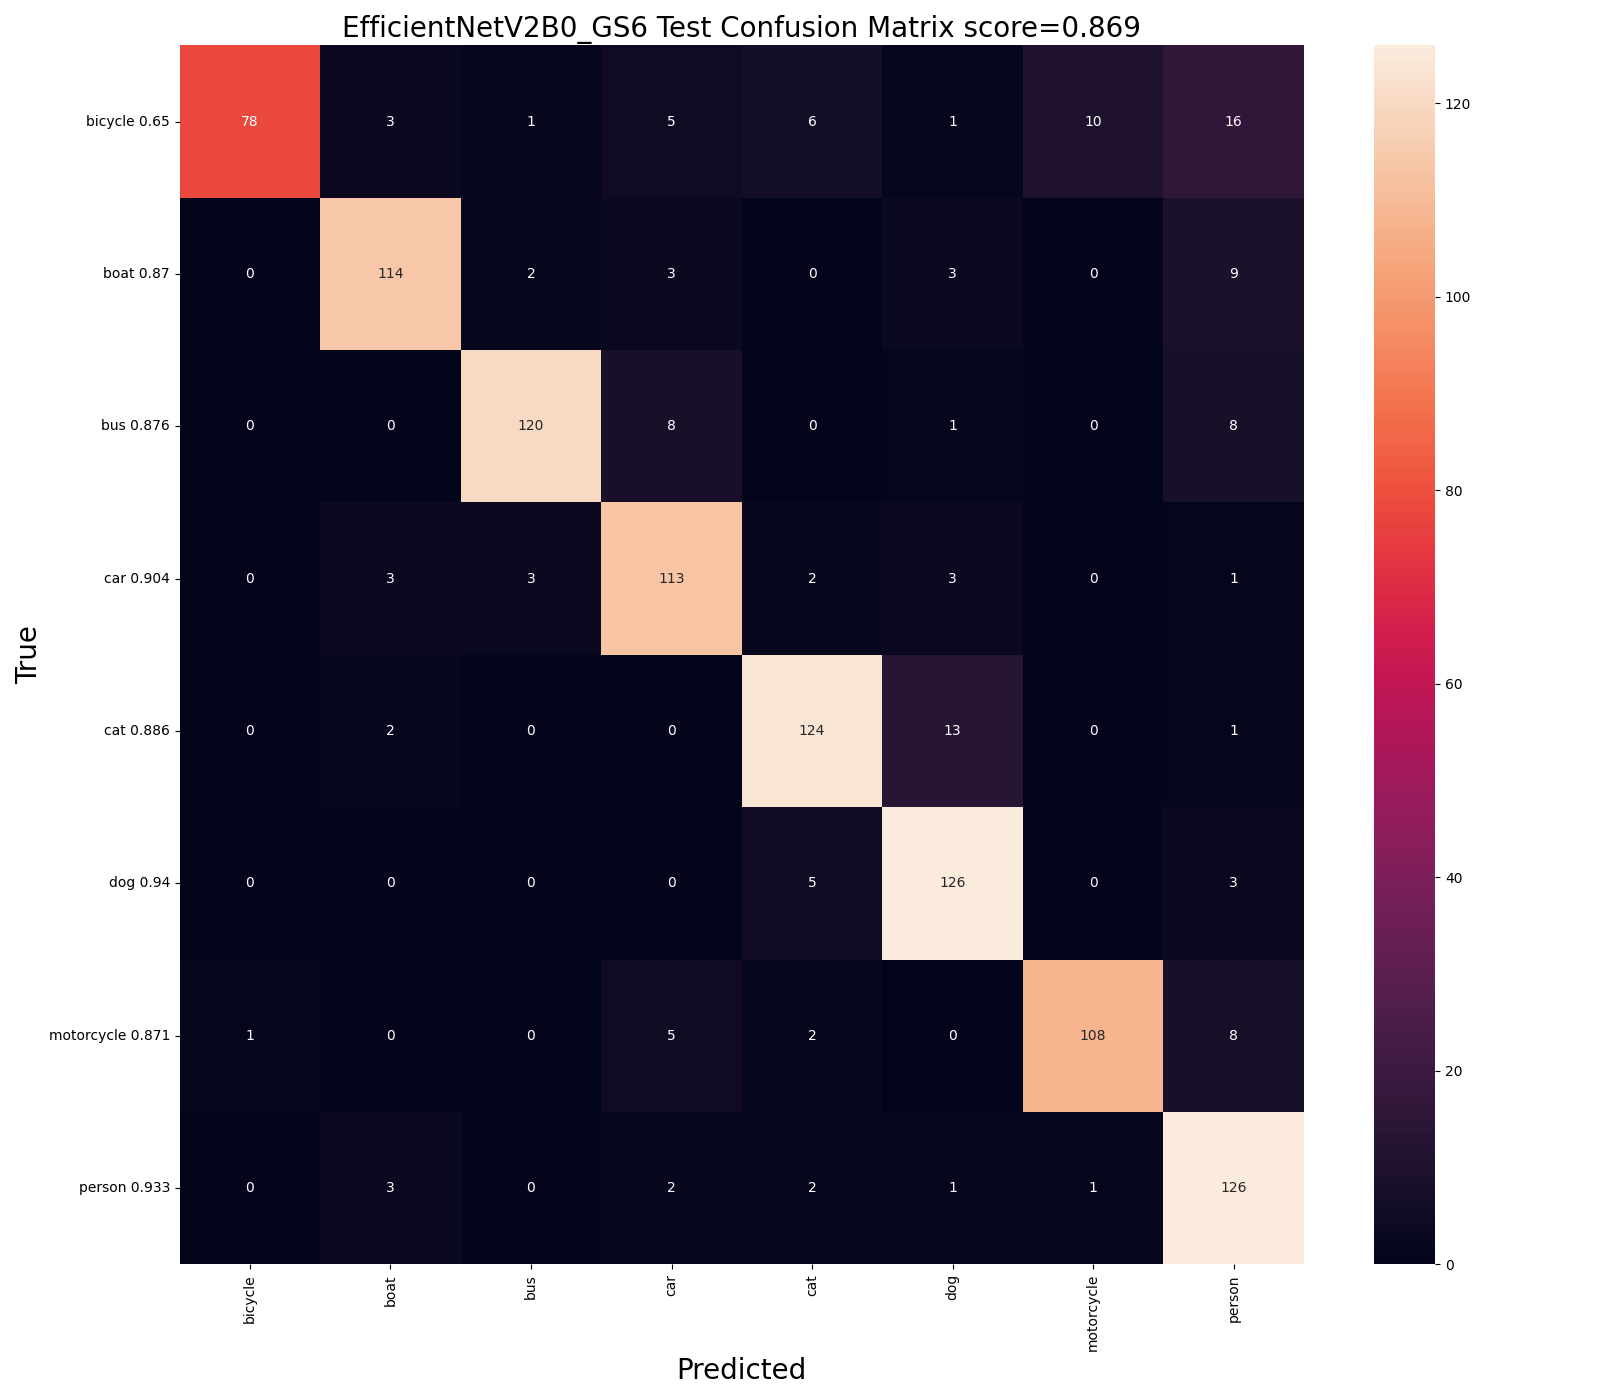 EfficientNetV2B0_GS6 Test Confusion Matrix score=0.869
bicycle 0.65 78 3 1 5 6 1 10 16
boat 0.87 0 114 2 3 0 3 0 9
bus 0.876 0 0 120 8 0 1 0 8
car 0.904 0 3 3 113 2 3 0 1
cat 0.886 0 2 0 0 124 13 0 1
dog 0.94 0 0 0 0 5 126 0 3
motorcycle 0.871 1 0 0 5 2 0 108 8
person 0.933 0 3 0 2 2 1 1 126
True
bicycle boat bus car cat dog motorcycle person
Predicted
120
100
80
60
40
20
0